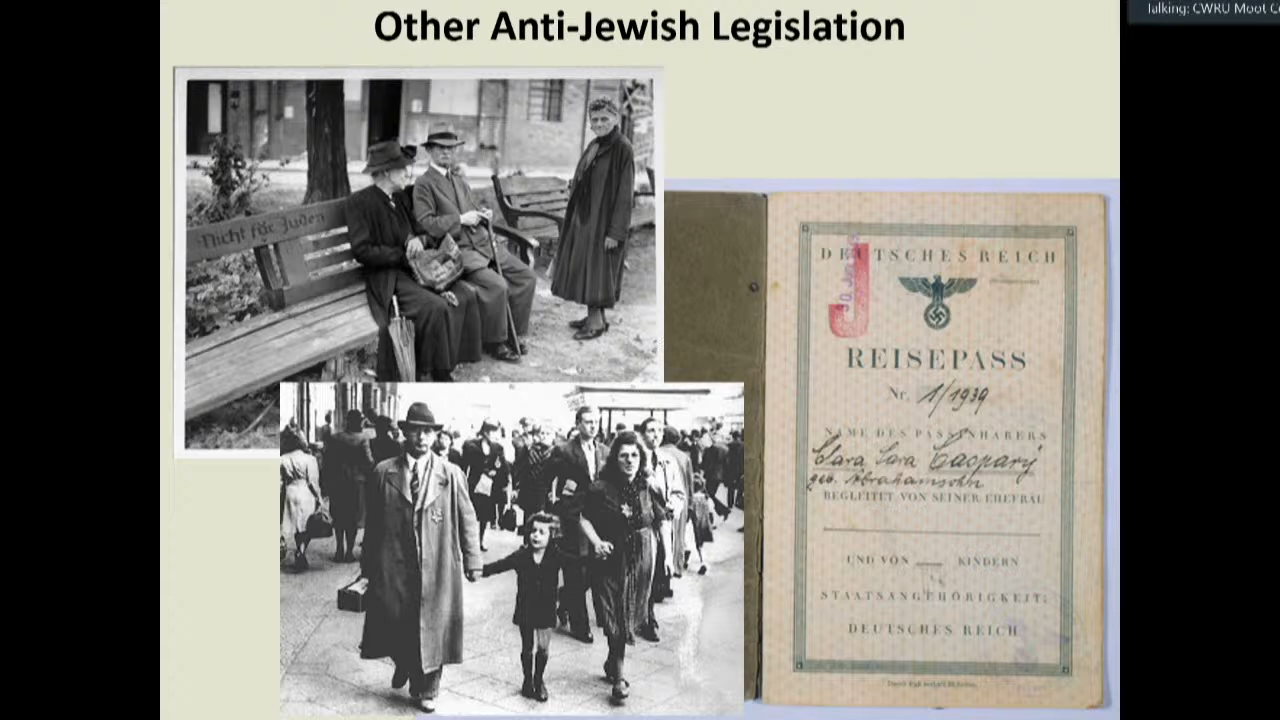 Other Anti-Jewish Legislation
Talking: CWRU Moot C
Nicht für Juden
DEUTSCHES REICH
J
REISEPASS
Nr. 1/1939
NAME DES PASSINHABERS
Clara Sara Caspary
geb. Abrahamsohn
BEGLEITET VON SEINER EHEFRAU
UND VON KINDERN
STAATSANGEHÖRIGKEIT:
DEUTSCHES REICH